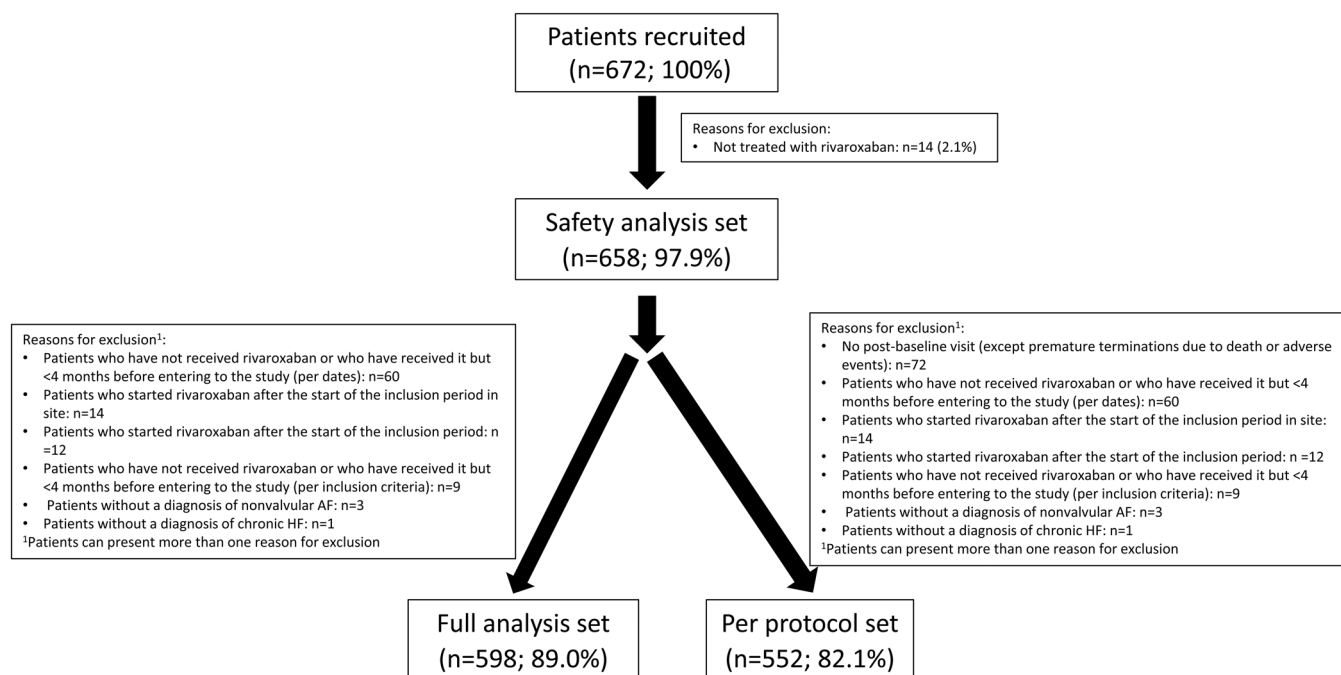 Patients recruited
(n=672; 100%)
Reasons for exclusion:
• Not treated with rivaroxaban: n=14 (2.1%)
Safety analysis set
(n=658; 97.9%)
Reasons for exclusion¹:
• Patients who have not received rivaroxaban or who have received it but
<4 months before entering to the study (per dates): n=60
• Patients who started rivaroxaban after the start of the inclusion period in
site: n=14
• Patients who started rivaroxaban after the start of the inclusion period: n
=12
• Patients who have not received rivaroxaban or who have received it but
<4 months before entering to the study (per inclusion criteria): n=9
• Patients without a diagnosis of nonvalvular AF: n=3
• Patients without a diagnosis of chronic HF: n=1
¹Patients can present more than one reason for exclusion
Reasons for exclusion¹:
• No post-baseline visit (except premature terminations due to death or adverse
events): n=72
• Patients who have not received rivaroxaban or who have received it but <4
months before entering to the study (per dates): n=60
• Patients who started rivaroxaban after the start of the inclusion period in site:
n=14
• Patients who started rivaroxaban after the start of the inclusion period: n =12
• Patients who have not received rivaroxaban or who have received it but <4
months before entering to the study (per inclusion criteria): n=9
• Patients without a diagnosis of nonvalvular AF: n=3
• Patients without a diagnosis of chronic HF: n=1
¹Patients can present more than one reason for exclusion
Full analysis set
(n=598; 89.0%)
Per protocol set
(n=552; 82.1%)